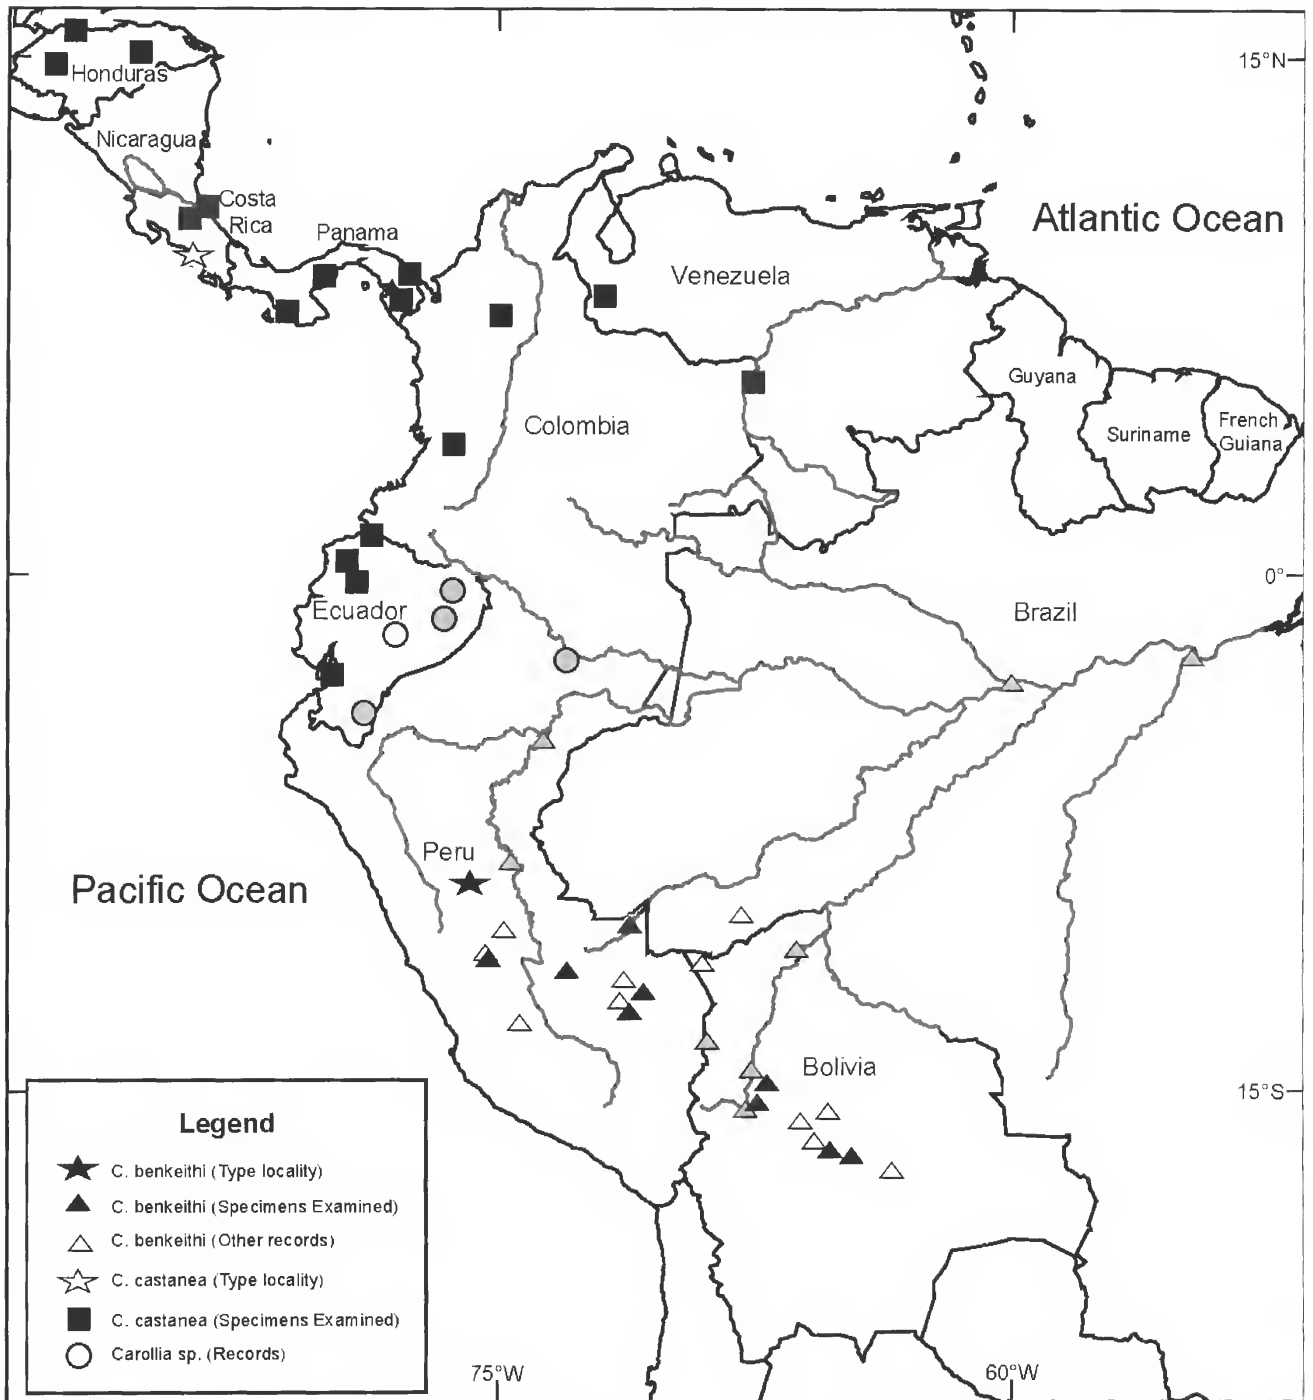 15°N
Honduras
Nicaragua
Costa
Rica
Panama
Atlantic Ocean
Venezuela
Guyana
Suriname
French
Guiana
Colombia
0°
Ecuador
Brazil
Peru
Pacific Ocean
Bolivia
15°S
Legend
C. benkeithi (Type locality)
C. benkeithi (Specimens Examined)
C. benkeithi (Other records)
C. castanea (Type locality)
C. castanea (Specimens Examined)
Carollia sp. (Records)
75°W
60°W